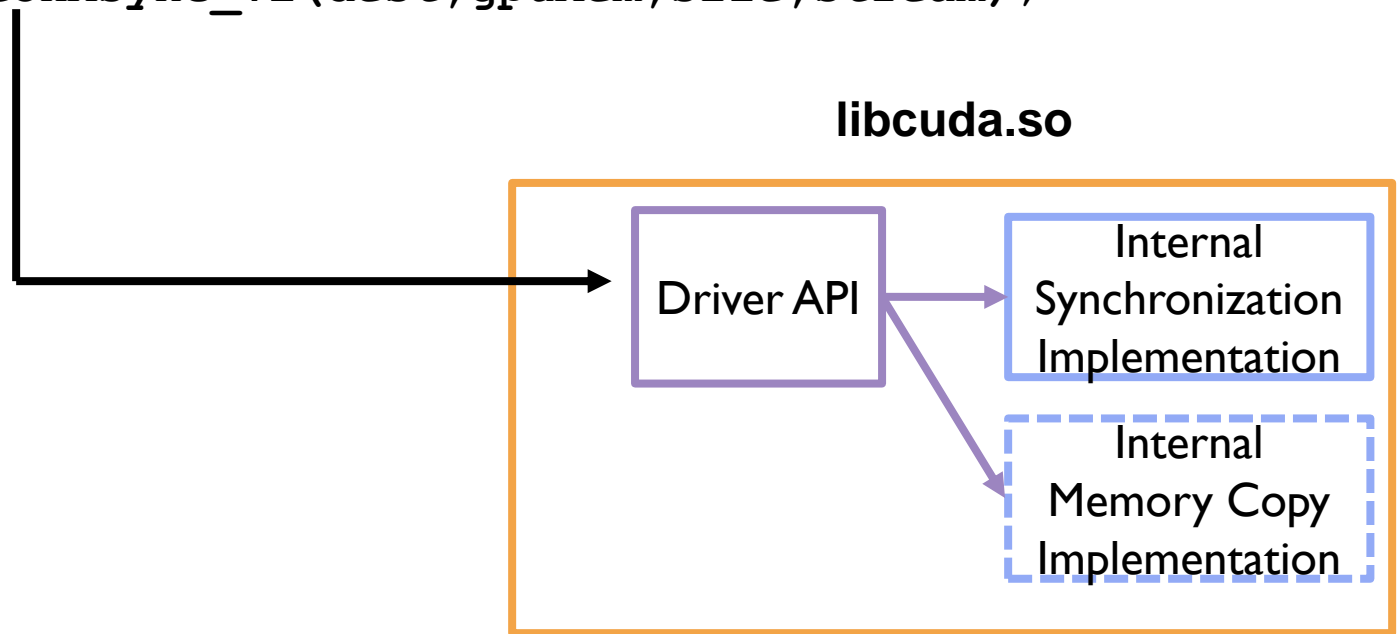 libcuda.so
Driver API
Internal
Synchronization
Implementation
Internal
Memory Copy
Implementation